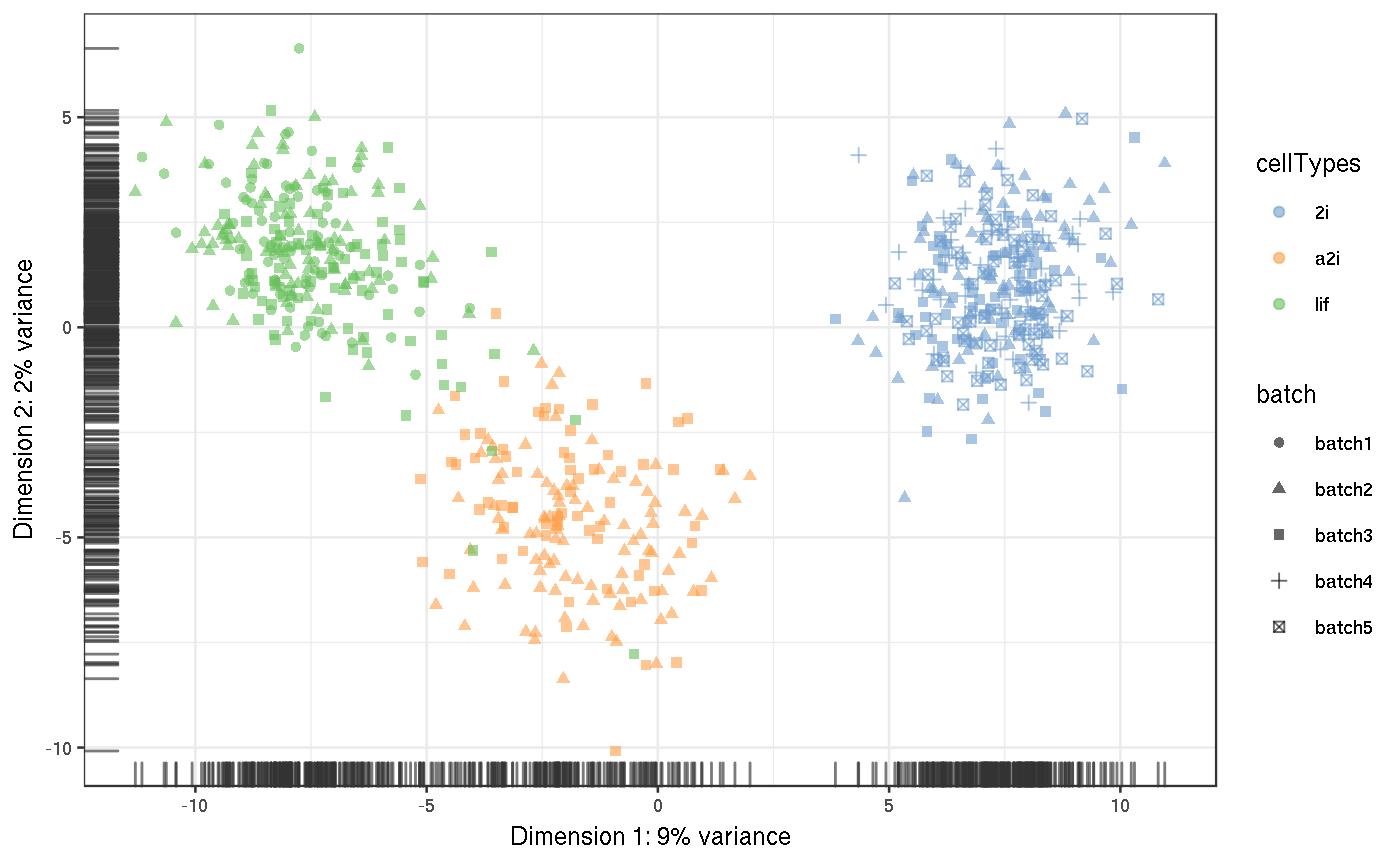 5
0
-5
-10
-10
-5
0
5
10
Dimension 2: 2% variance
Dimension 1: 9% variance
cellTypes
2i
a2i
lif
batch
batch1
batch2
batch3
batch4
batch5